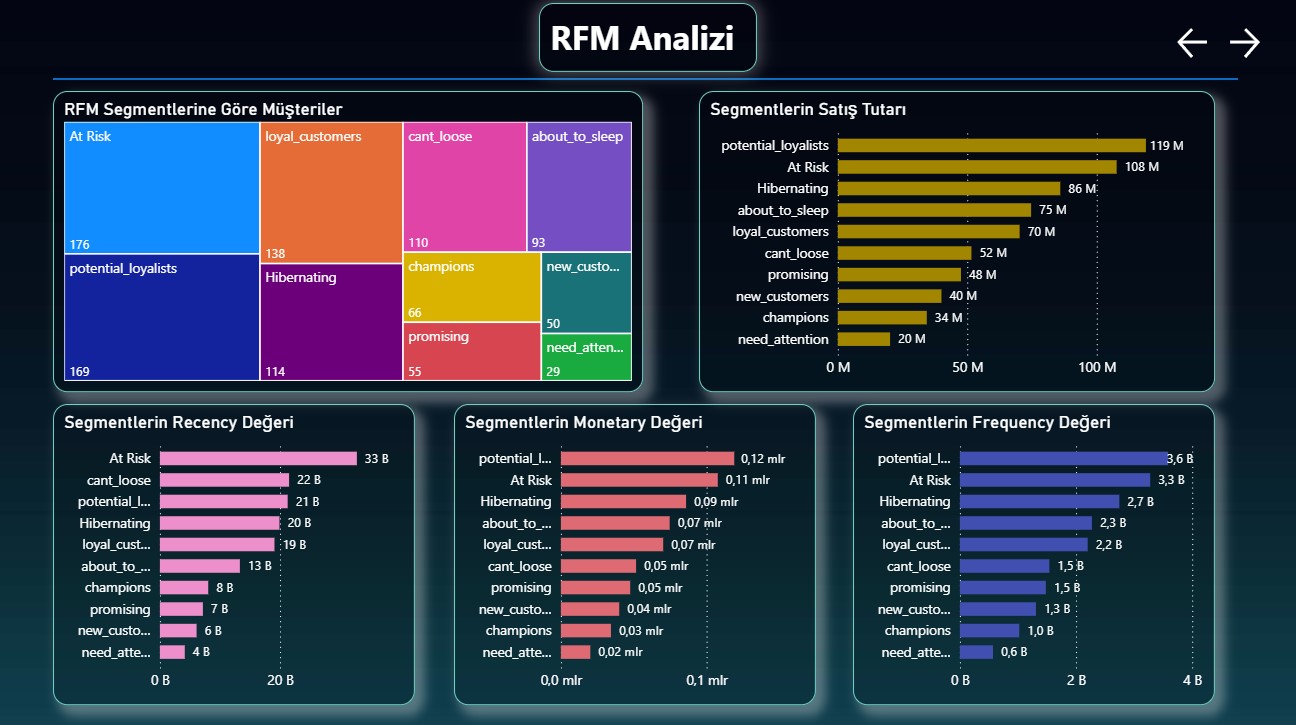 RFM Analizi
RFM Segmentlerine Göre Müşteriler
At Risk
176
potential_loyalists
169
loyal_customers
138
Hibernating
114
cant_loose
110
about_to_sleep
93
champions
66
promising
55
new_custo...
50
need_atten...
29
Segmentlerin Satış Tutarı
potential_loyalists 119 M
At Risk 108 M
Hibernating 86 M
about_to_sleep 75 M
loyal_customers 70 M
cant_loose 52 M
promising 48 M
new_customers 40 M
champions 34 M
need_attention 20 M
0 M 50 M 100 M
Segmentlerin Recency Değeri
At Risk 33 B
cant_loose 22 B
potential_l... 21 B
Hibernating 20 B
loyal_cust... 19 B
about_to_... 13 B
champions 8 B
promising 7 B
new_custo... 6 B
need_atte... 4 B
0 B 20 B
Segmentlerin Monetary Değeri
potential_l... 0,12 mlr
At Risk 0,11 mlr
Hibernating 0,09 mlr
about_to_... 0,07 mlr
loyal_cust... 0,07 mlr
cant_loose 0,05 mlr
promising 0,05 mlr
new_custo... 0,04 mlr
champions 0,03 mlr
need_atte... 0,02 mlr
0,0 mlr 0,1 mlr
Segmentlerin Frequency Değeri
potential_l... 3,6 B
At Risk 3,3 B
Hibernating 2,7 B
about_to_... 2,3 B
loyal_cust... 2,2 B
cant_loose 1,5 B
promising 1,5 B
new_custo... 1,3 B
champions 1,0 B
need_atte... 0,6 B
0 B 2 B 4 B